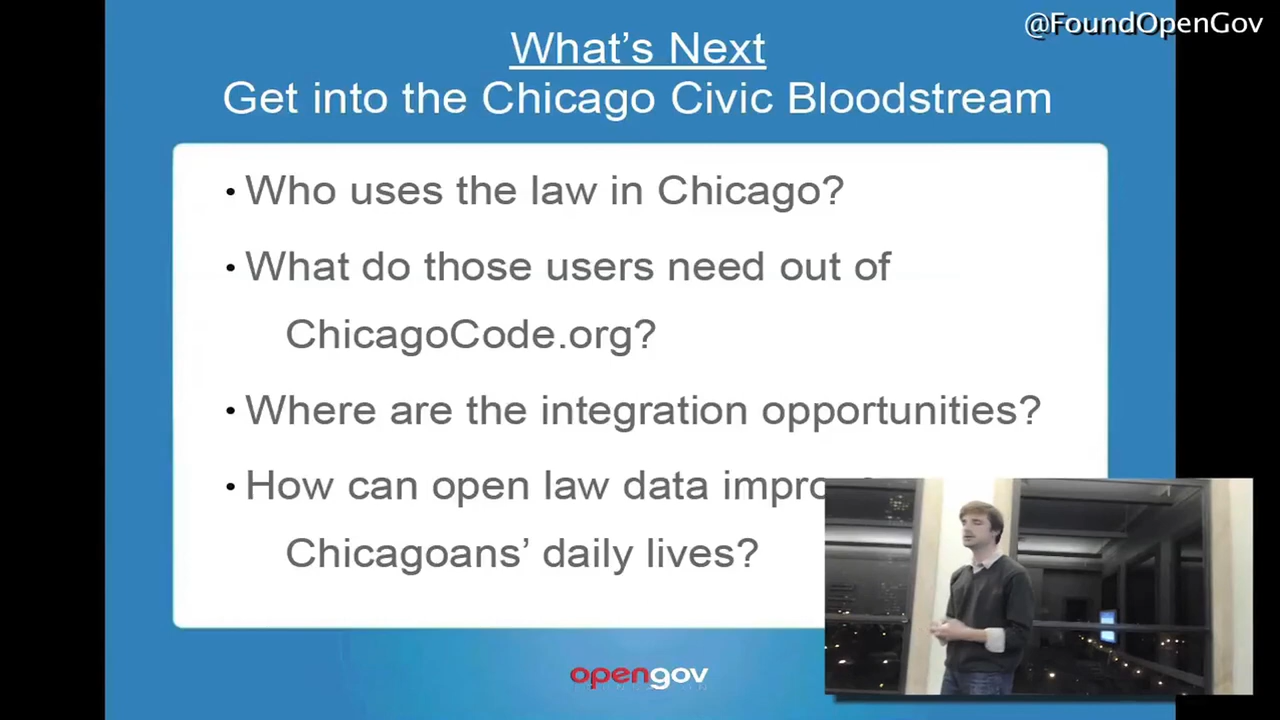 @FoundOpenGov
What's Next
Get into the Chicago Civic Bloodstream
• Who uses the law in Chicago?
• What do those users need out of
ChicagoCode.org?
• Where are the integration opportunities?
• How can open law data
Chicagoans' daily lives?
opengov